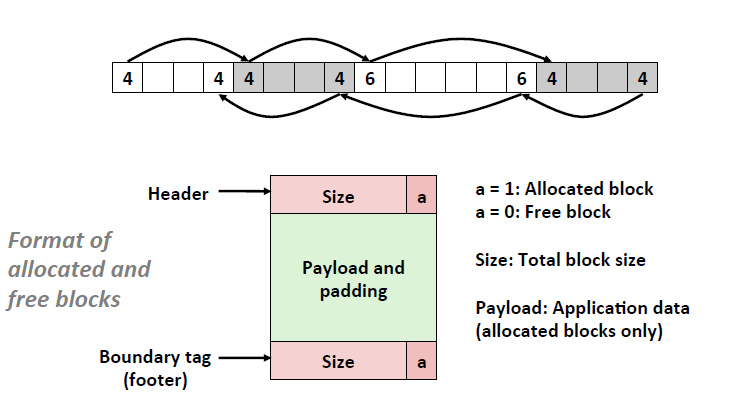 4 4 4 4 6 6 4 4
Header
Size a
a = 1: Allocated block
a = 0: Free block
Format of
allocated and
free blocks
Payload and
padding
Size: Total block size
Payload: Application data
(allocated blocks only)
Boundary tag
(footer)
Size a